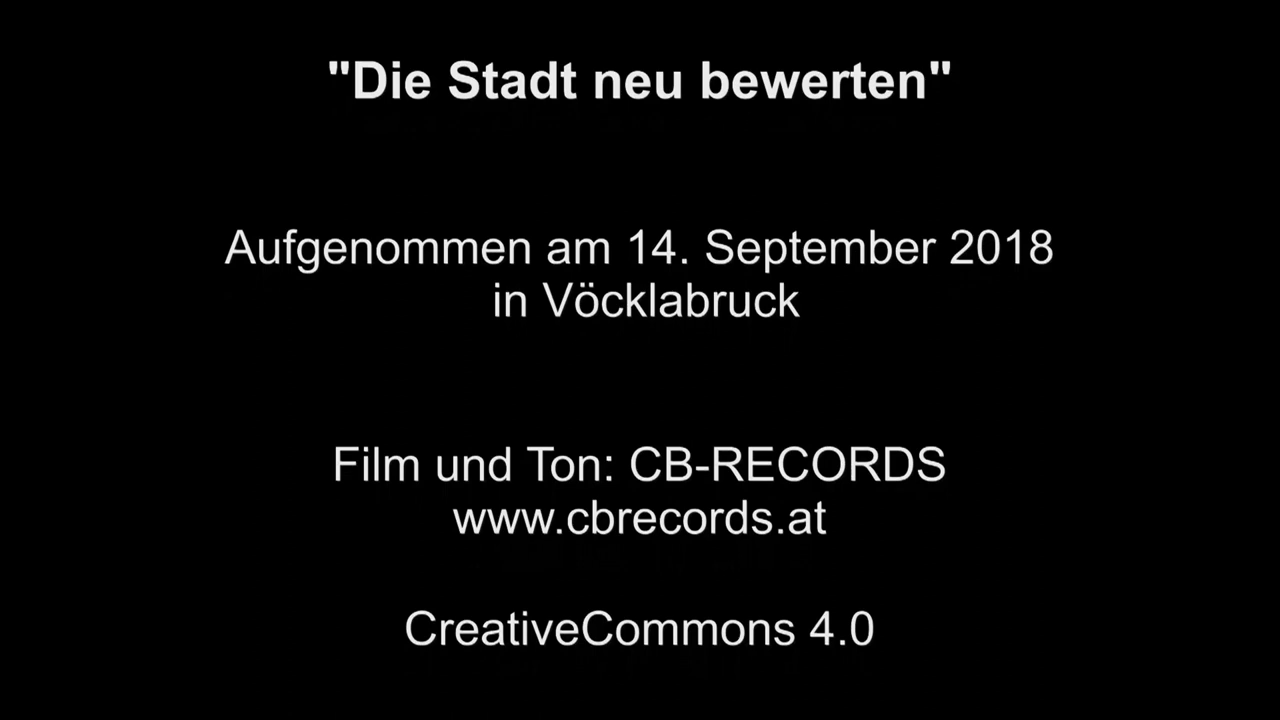 "Die Stadt neu bewerten"
Aufgenommen am 14. September 2018
in Vöcklabruck
Film und Ton: CB-RECORDS
www.cbrecords.at
CreativeCommons 4.0